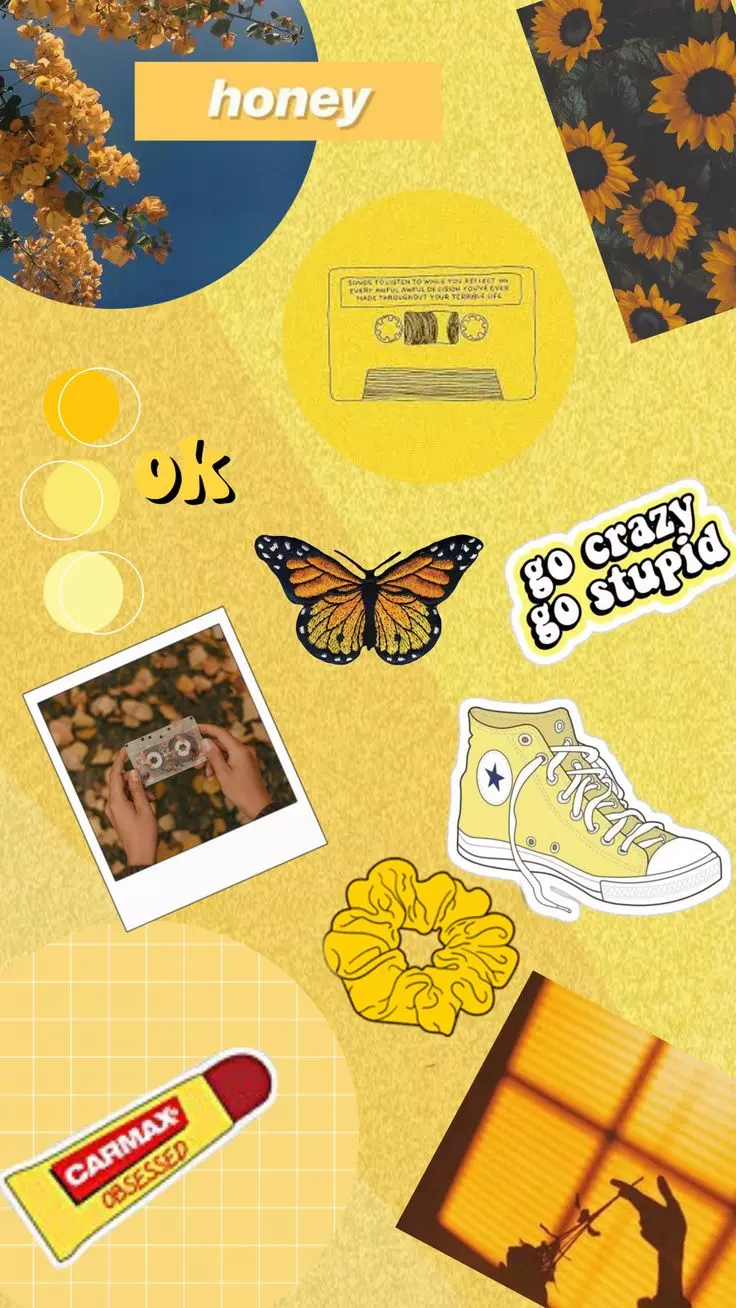 honey
SONGS TO LISTEN TO WHILE YOU REFLECT ON
EVERY AWFUL AWFUL DECISION YOU'VE EVER
MADE THROUGHOUT YOUR TERRIBLE LIFE
ok
go crazy
go stupid
CARMAX
OBSESSED